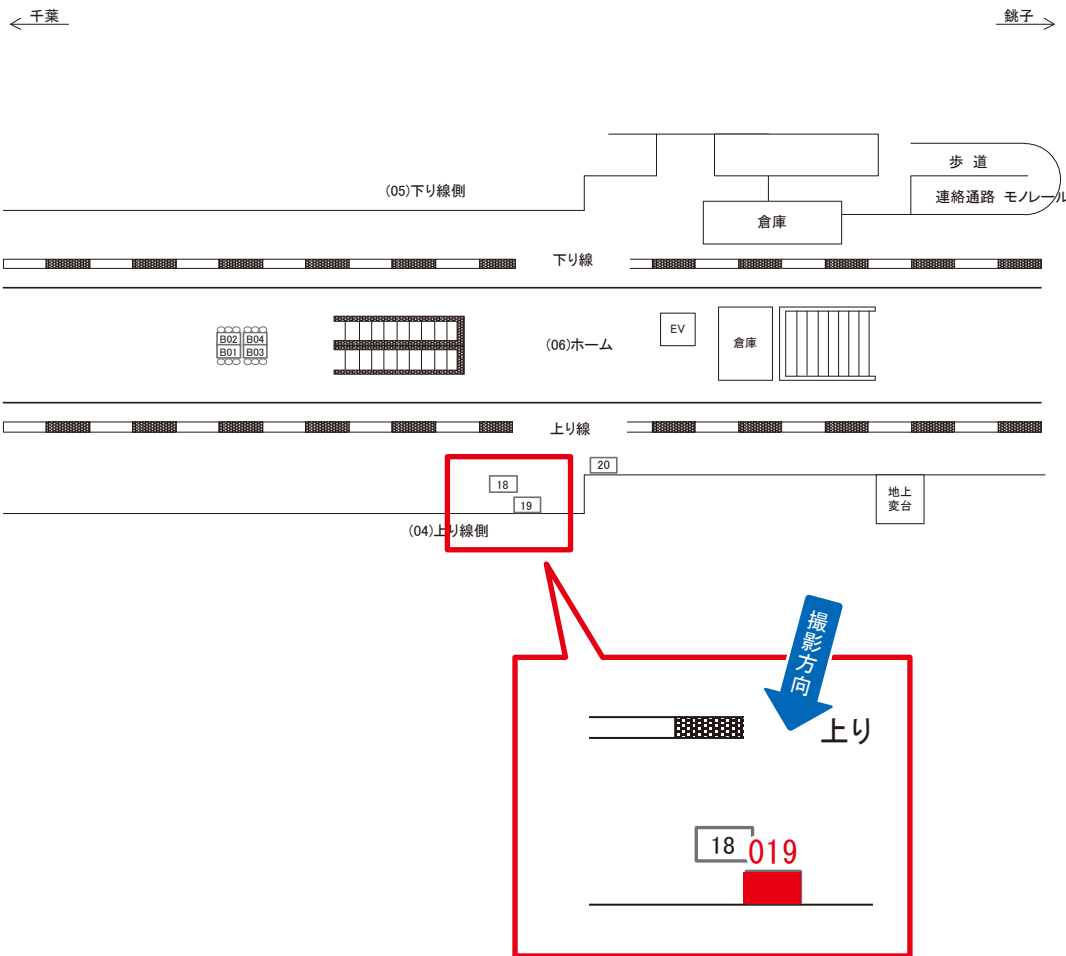 千葉
銚子
歩 道
(05)下り線側
連絡通路 モノレール
倉庫
下り線
B02 B04
B01 B03
(06)ホーム
EV
倉庫
上り線
20
18
19
地上
変台
(04)上り線側
撮影方向
上り
18
019